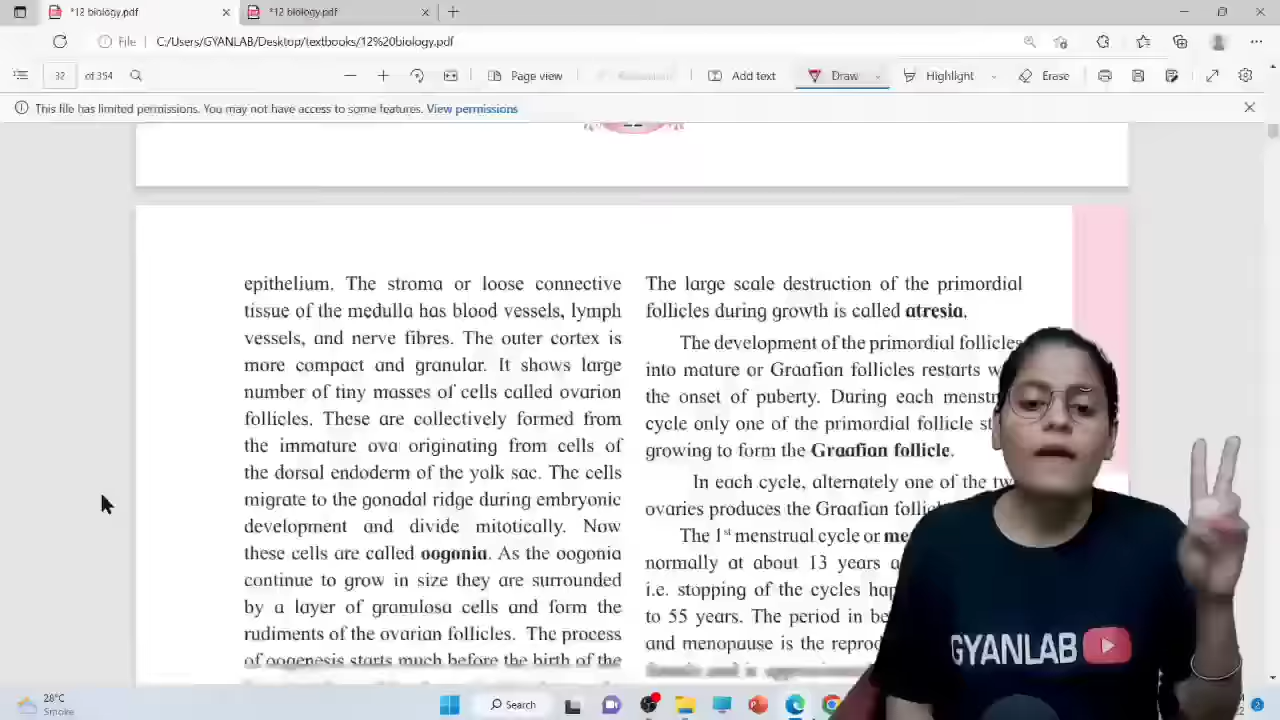 *12 biology.pdf
*12 biology.pdf
File
C:/Users/GYANLAB/Desktop/textbooks/12%20biology.pdf
32 of 354
Page view
Add text
Draw
Highlight
Erase
This file has limited permissions. You may not have access to some features. View permissions
epithelium. The stroma or loose connective
tissue of the medulla has blood vessels, lymph
vessels, and nerve fibres. The outer cortex is
more compact and granular. It shows large
number of tiny masses of cells called ovarion
follicles. These are collectively formed from
the immature ova originating from cells of
the dorsal endoderm of the yolk sac. The cells
migrate to the gonadal ridge during embryonic
development and divide mitotically. Now
these cells are called oogonia. As the oogonia
continue to grow in size they are surrounded
by a layer of granulosa cells and form the
rudiments of the ovarian follicles. The process
of oogenesis starts much before the birth of the
The large scale destruction of the primordial
follicles during growth is called atresia.
The development of the primordial follicles
into mature or Graafian follicles restarts
the onset of puberty. During each
cycle only one of the primordial follicle
growing to form the Graafian follicle.
In each cycle, alternately one of the
ovaries produces the Graafian
The 1st menstrual cycle or
normally at about 13 years
i.e. stopping of the cycles
to 55 years. The period in
and menopause is the
GYANLAB
28°C
Smoke
Search